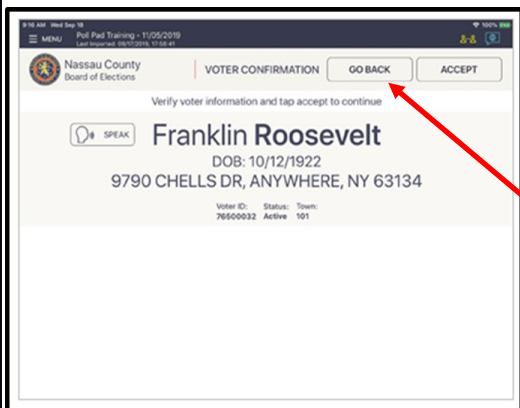 9:16 AM Wed Sep 18
100%
MENU
Poll Pad Training - 11/05/2019
Last Imported: 09/17/2019, 17:58:41
Nassau County
Board of Elections
VOTER CONFIRMATION
GO BACK
ACCEPT
Verify voter information and tap accept to continue
SPEAK
Franklin Roosevelt
DOB: 10/12/1922
9790 CHELLS DR, ANYWHERE, NY 63134
Voter ID: Status: Town:
76500032 Active 101